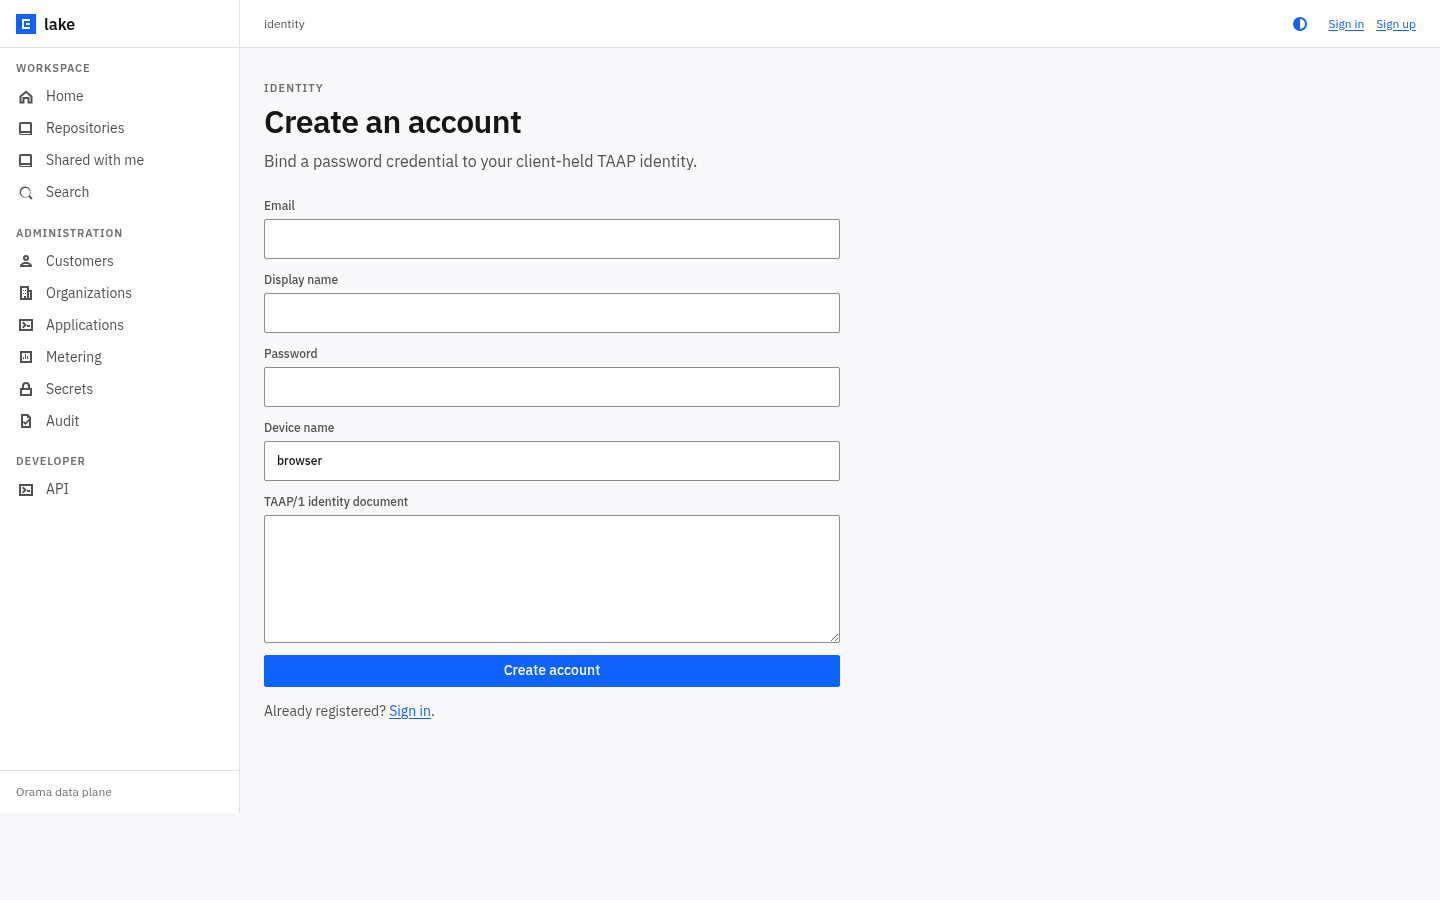 lake
identity
Sign in
Sign up
WORKSPACE
Home
Repositories
Shared with me
Search
ADMINISTRATION
Customers
Organizations
Applications
Metering
Secrets
Audit
DEVELOPER
API
Orama data plane
IDENTITY
Create an account
Bind a password credential to your client-held TAAP identity.
Email
Display name
Password
Device name
browser
TAAP/1 identity document
Create account
Already registered? Sign in.